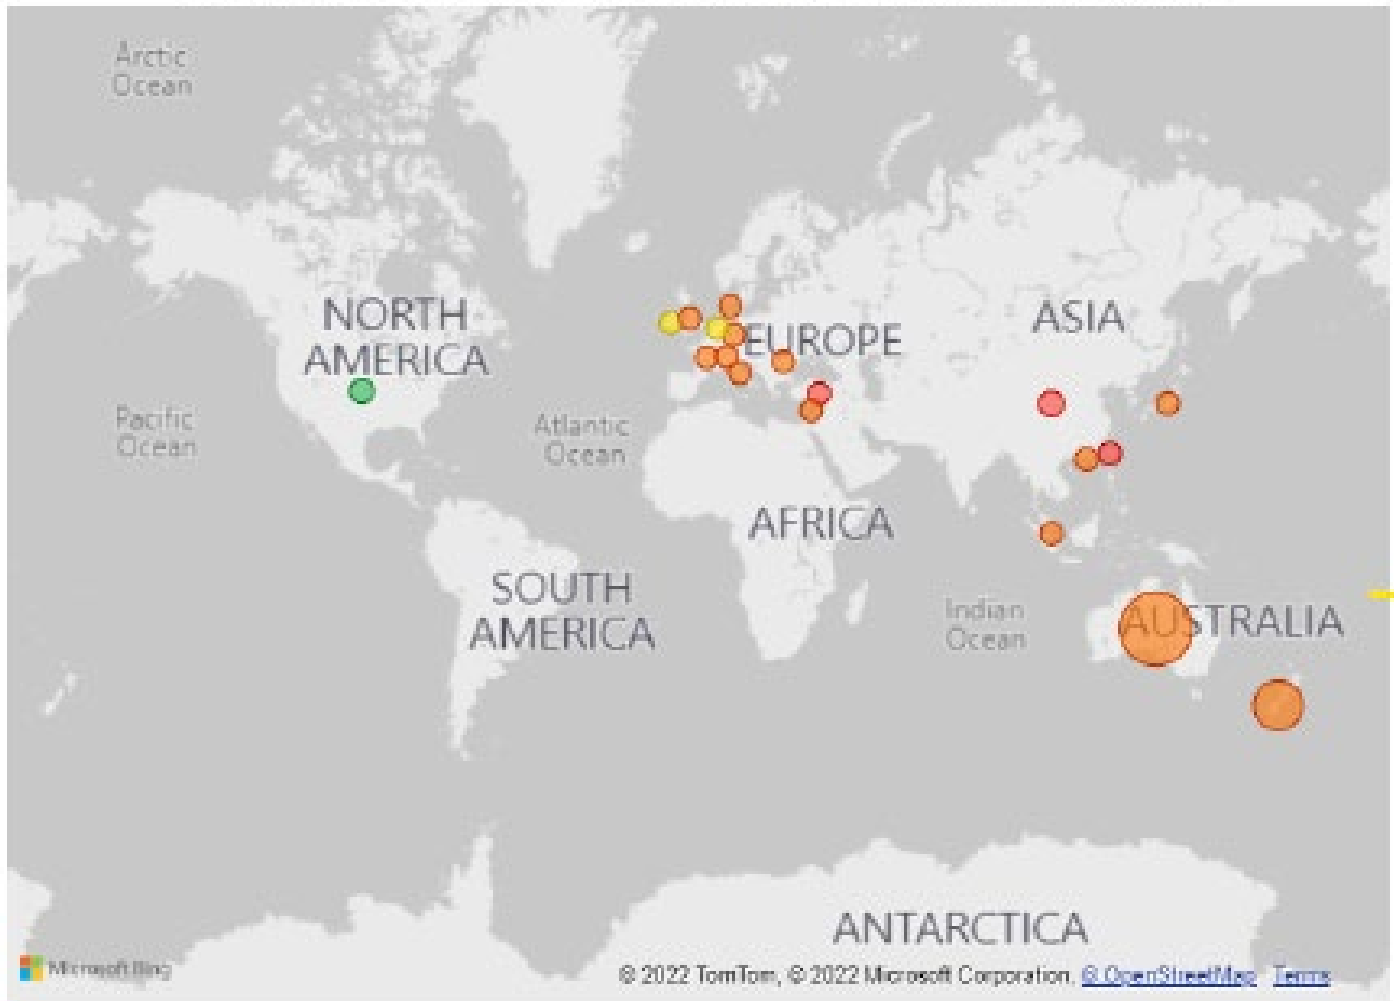 Arctic
Ocean
NORTH
AMERICA
EUROPE
ASIA
Pacific
Ocean
Atlantic
Ocean
AFRICA
SOUTH
AMERICA
Indian
Ocean
AUSTRALIA
ANTARCTICA
Microsoft Bing
© 2022 TomTom, © 2022 Microsoft Corporation, © OpenStreetMap Terms